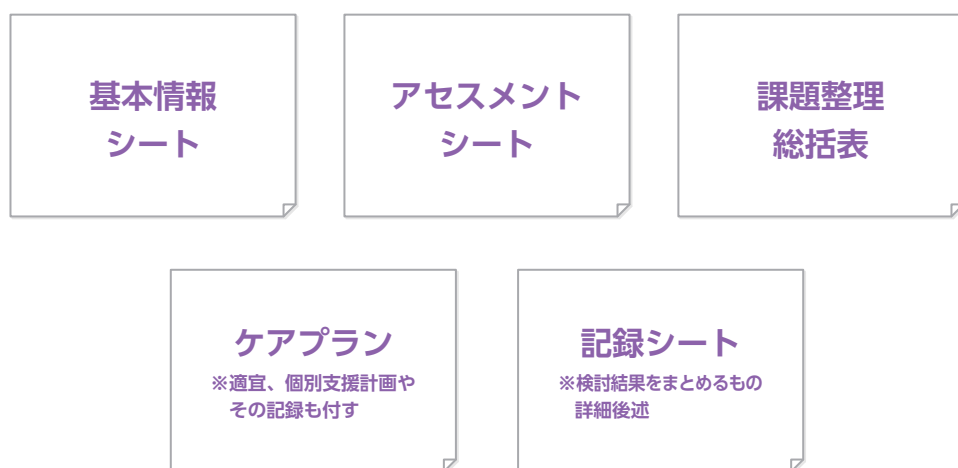 基本情報
シート
アセスメント
シート
課題整理
総括表
ケアプラン
※適宜、個別支援計画や
その記録も付す
記録シート
※検討結果をまとめるもの
詳細後述